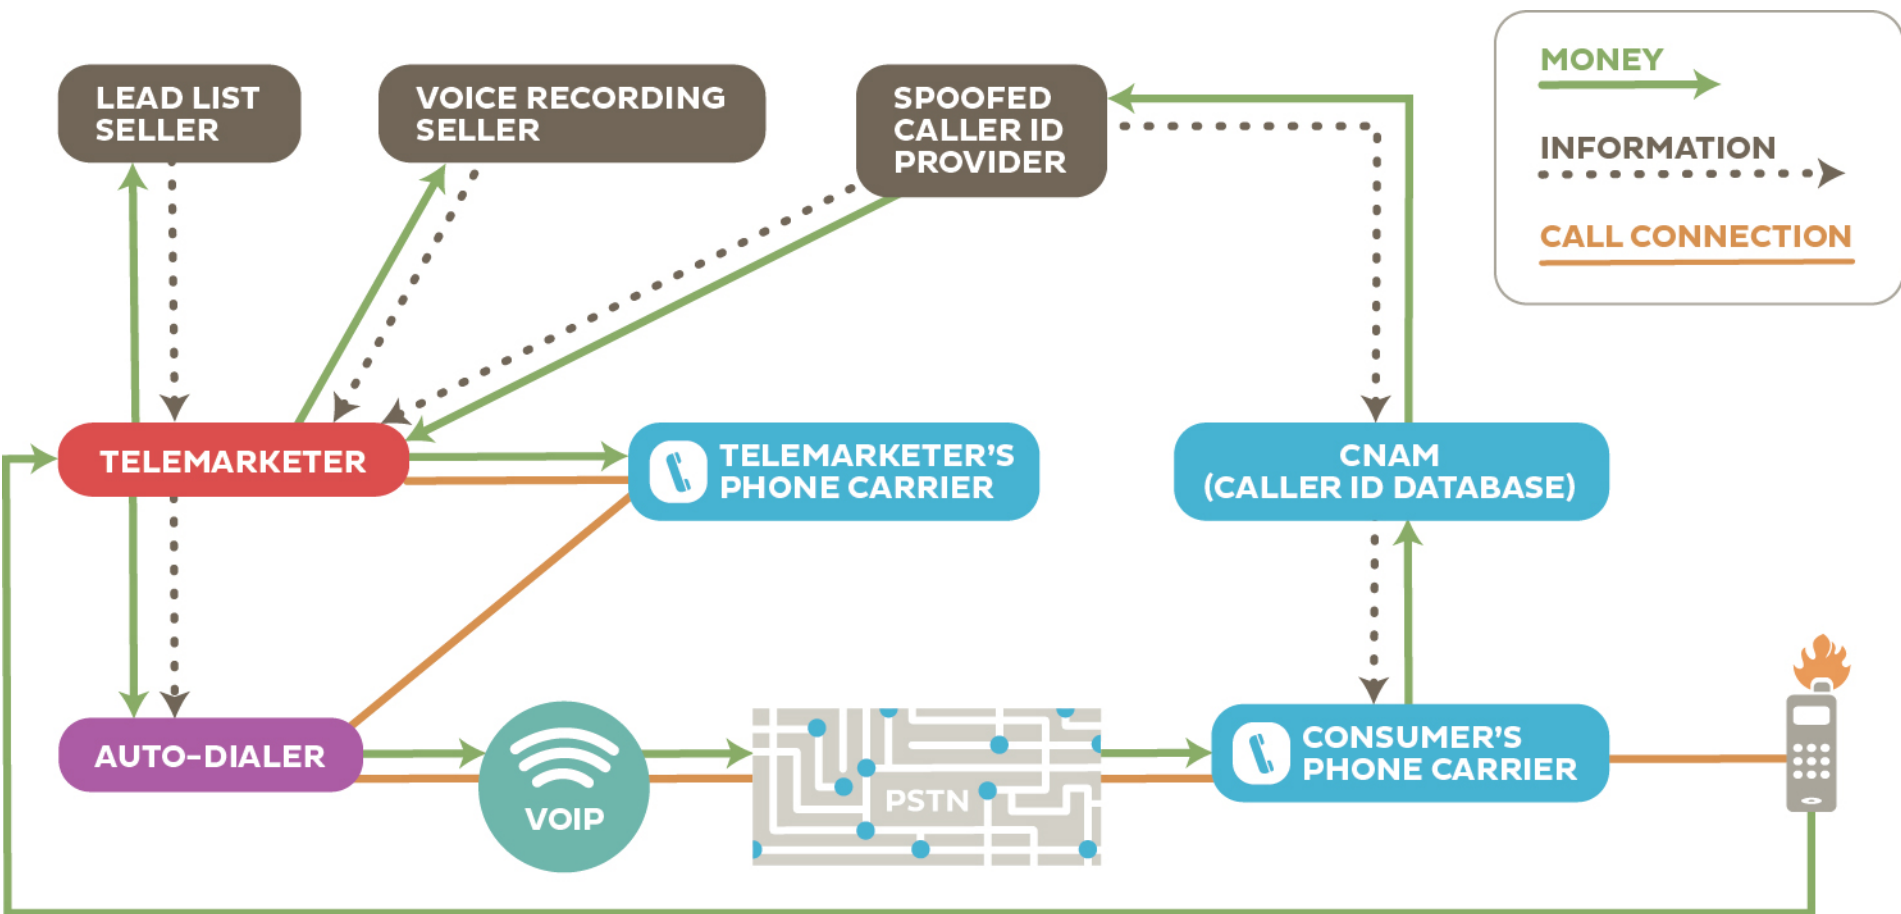 MONEY
INFORMATION
CALL CONNECTION
LEAD LIST
SELLER
VOICE RECORDING
SELLER
SPOOFED
CALLER ID
PROVIDER
TELEMARKETER
TELEMARKETER'S
PHONE CARRIER
CNAM
(CALLER ID DATABASE)
AUTO-DIALER
VOIP
PSTN
CONSUMER'S
PHONE CARRIER